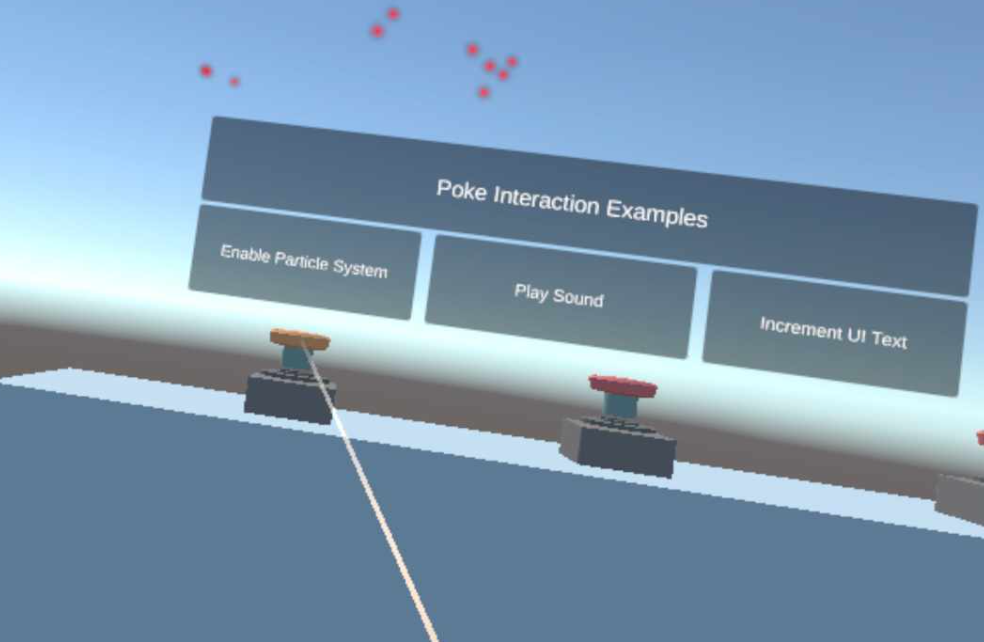 Poke Interaction Examples
Enable Particle System
Play Sound
Increment UI Text